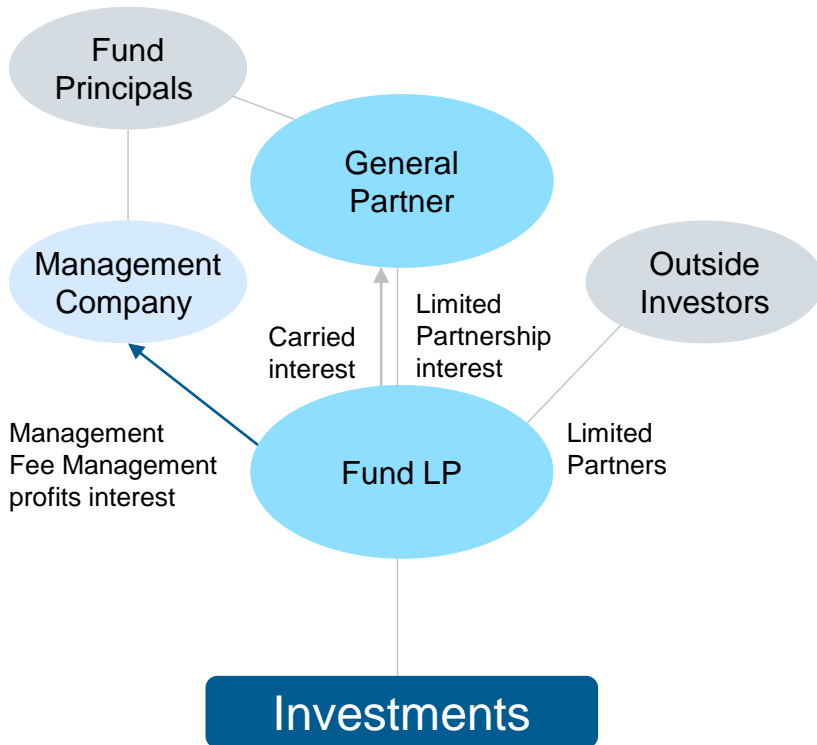 Fund
Principals
General
Partner
Management
Company
Outside
Investors
Carried
interest
Limited
Partnership
interest
Management
Fee Management
profits interest
Fund LP
Limited
Partners
Investments